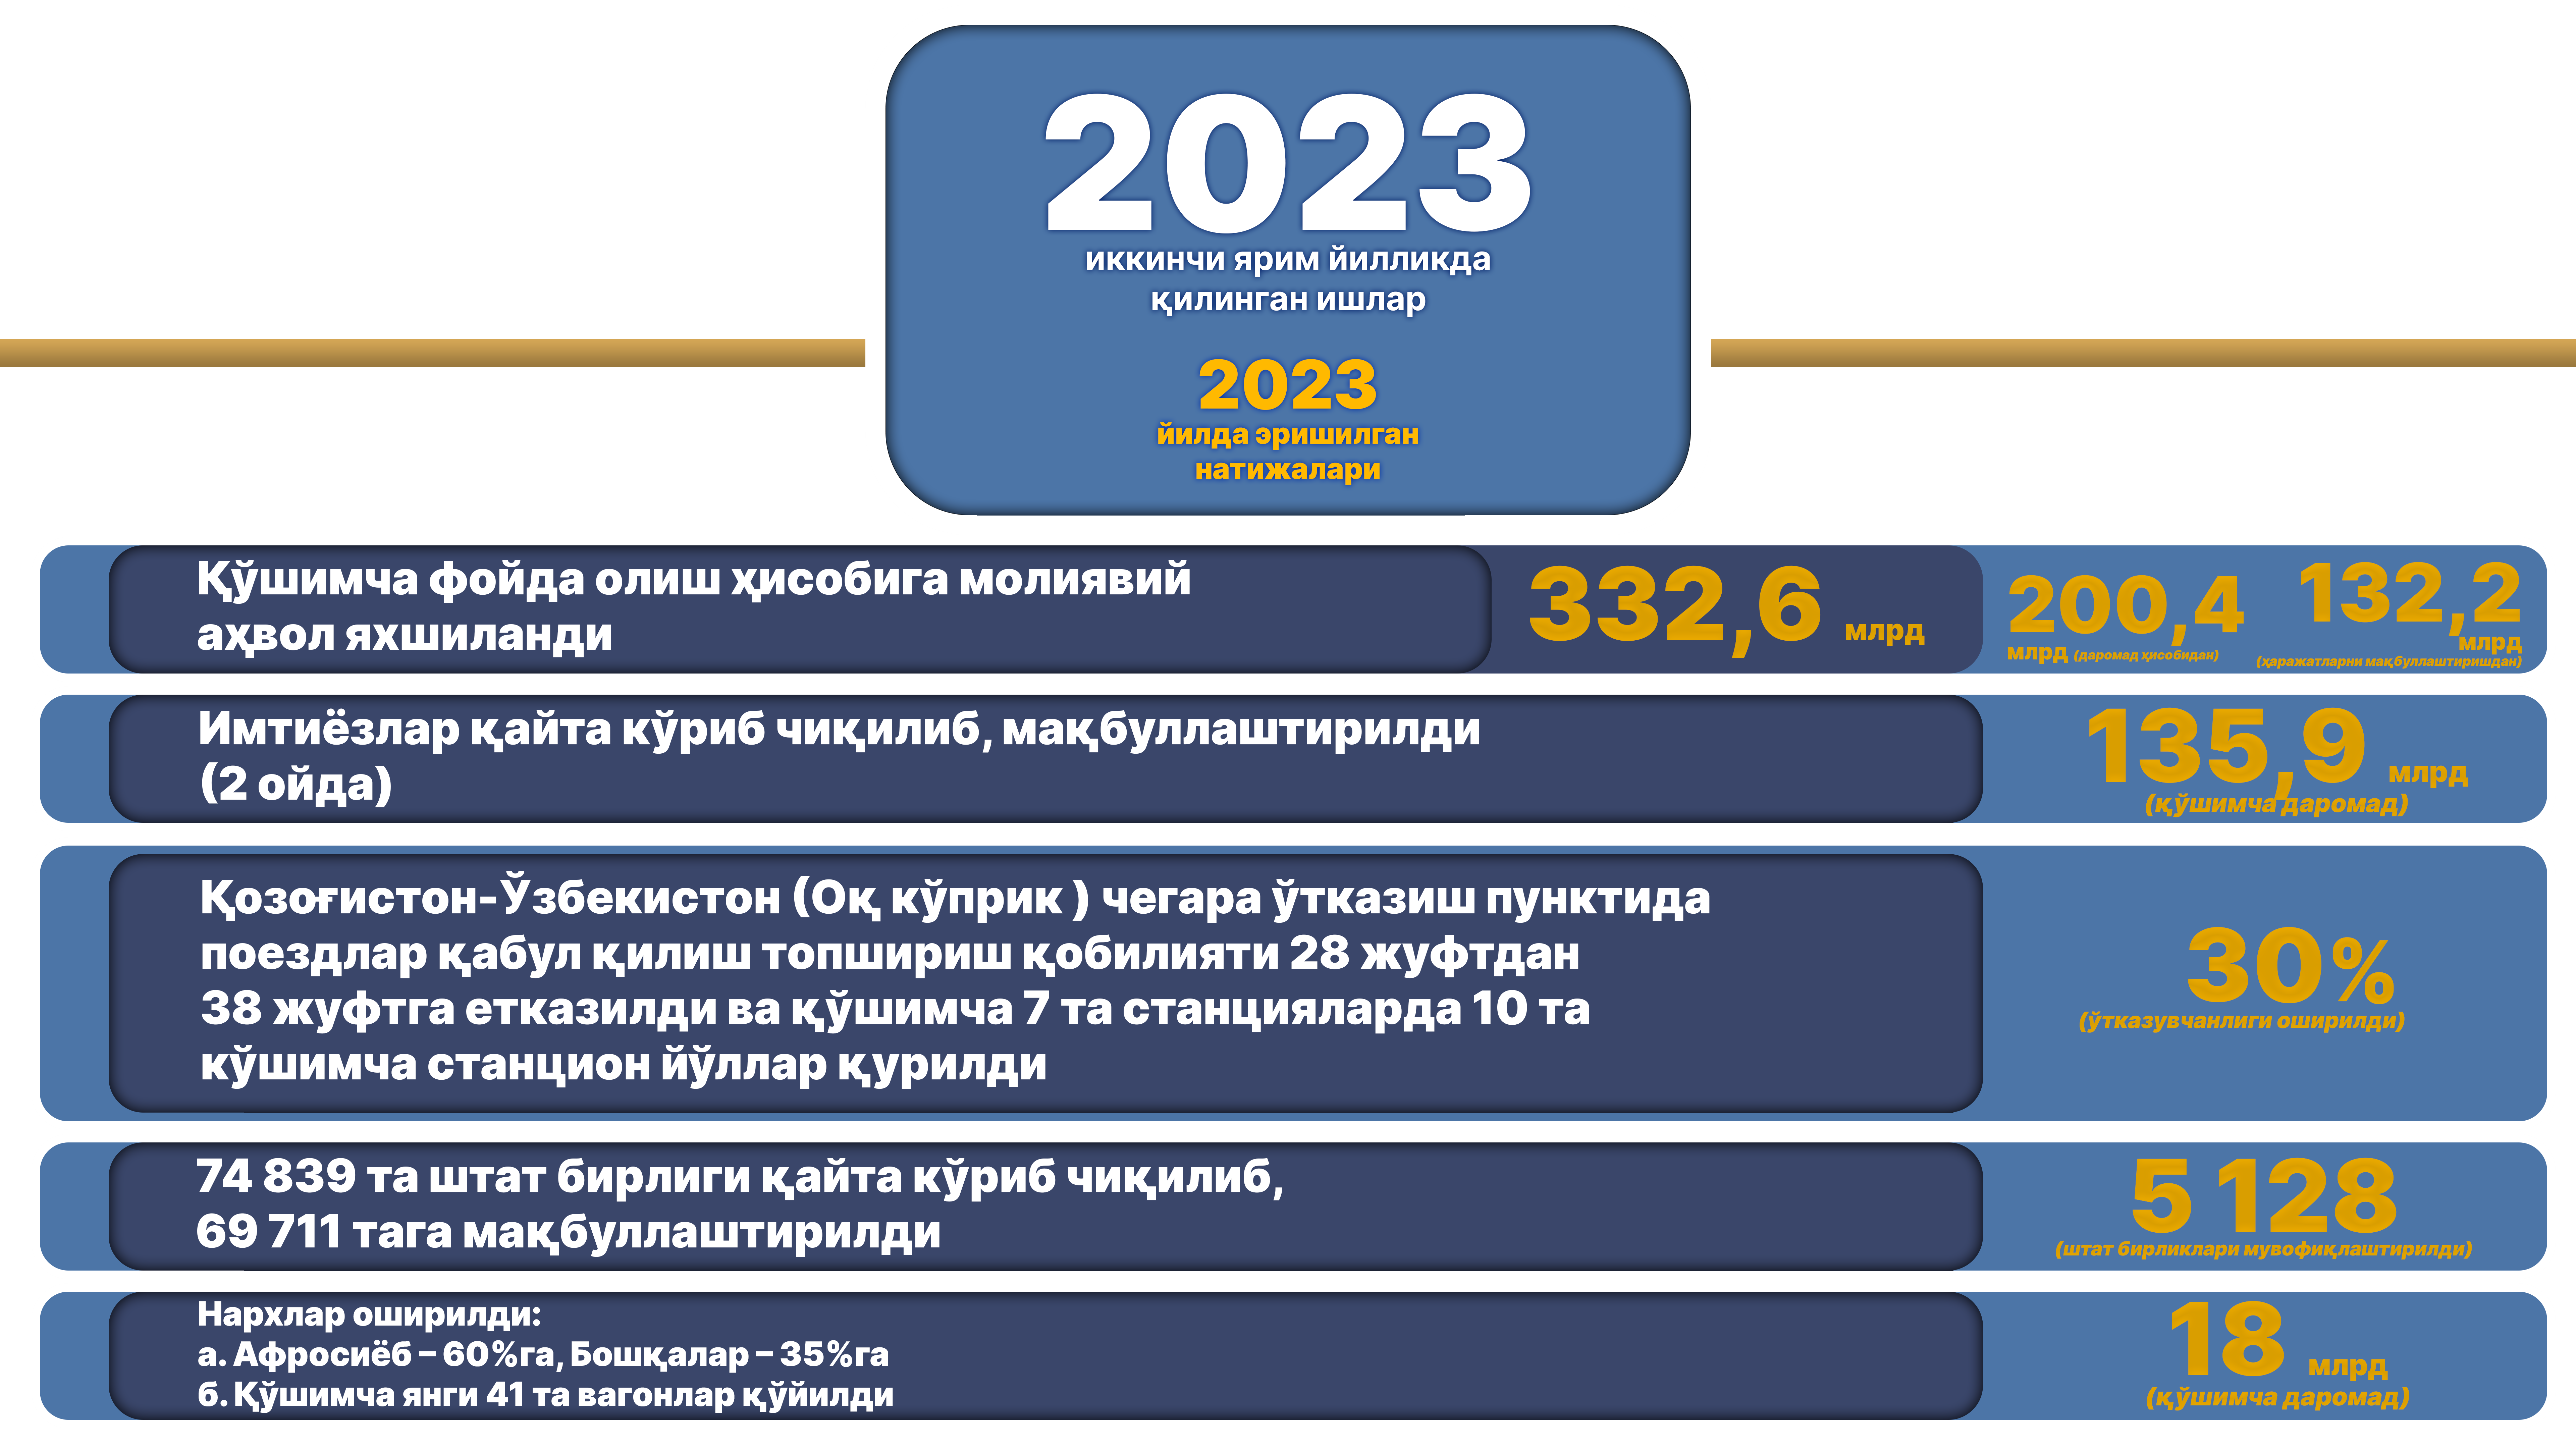 2023
иккинчи ярим йилликда
қилинган ишлар
2023
йилда эришилган
натижалари
Қўшимча фойда олиш ҳисобига молиявий
аҳвол яхшиланди
332,6 млрд
200,4
млрд (даромад ҳисобидан)
132,2
млрд
(ҳаражатларни мақбуллаштиришдан)
Имтиёзлар қайта кўриб чиқилиб, мақбуллаштирилди
(2 ойда)
135,9 млрд
(қўшимча даромад)
Қозоғистон-Ўзбекистон (Оқ кўприк ) чегара ўтказиш пунктида
поездлар қабул қилиш топшириш қобилияти 28 жуфтдан
38 жуфтга етказилди ва қўшимча 7 та станцияларда 10 та
кўшимча станцион йўллар қурилди
30%
(ўтказувчанлиги оширилди)
74 839 та штат бирлиги қайта кўриб чиқилиб,
69 711 тага мақбуллаштирилди
5 128
(штат бирликлари мувофиқлаштирилди)
Нархлар оширилди:
а. Афросиёб – 60%га, Бошқалар – 35%га
б. Қўшимча янги 41 та вагонлар қўйилди
18 млрд
(қўшимча даромад)